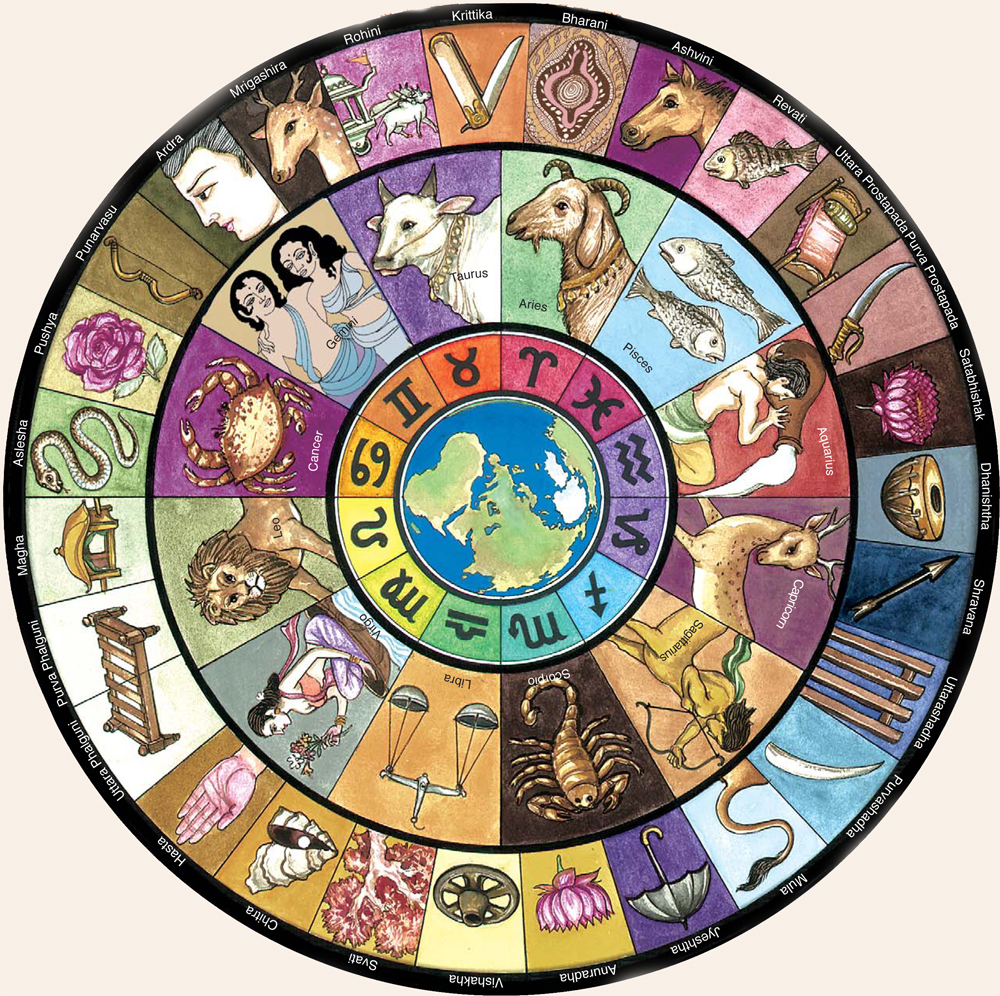 Krittika
Bharani
Ashvini
Revati
Uttara Prostapada
Purva Prostapada
Satabhishak
Dhanishtha
Shravana
Uttarashadha
Purvashadha
Mula
Jyeshtha
Anuradha
Vishakha
Svati
Chitra
Hasta
Uttara Phalguni
Purva Phalguni
Magha
Aslesha
Pushya
Punarvasu
Ardra
Mrigashira
Rohini
Taurus
Aries
Pisces
Aquarius
Capricorn
Sagittarius
Scorpio
Libra
Virgo
Leo
Cancer
Gemini
♉
♈
♓
♒
♑
♐
♏
♎
♍
♌
♋
♊